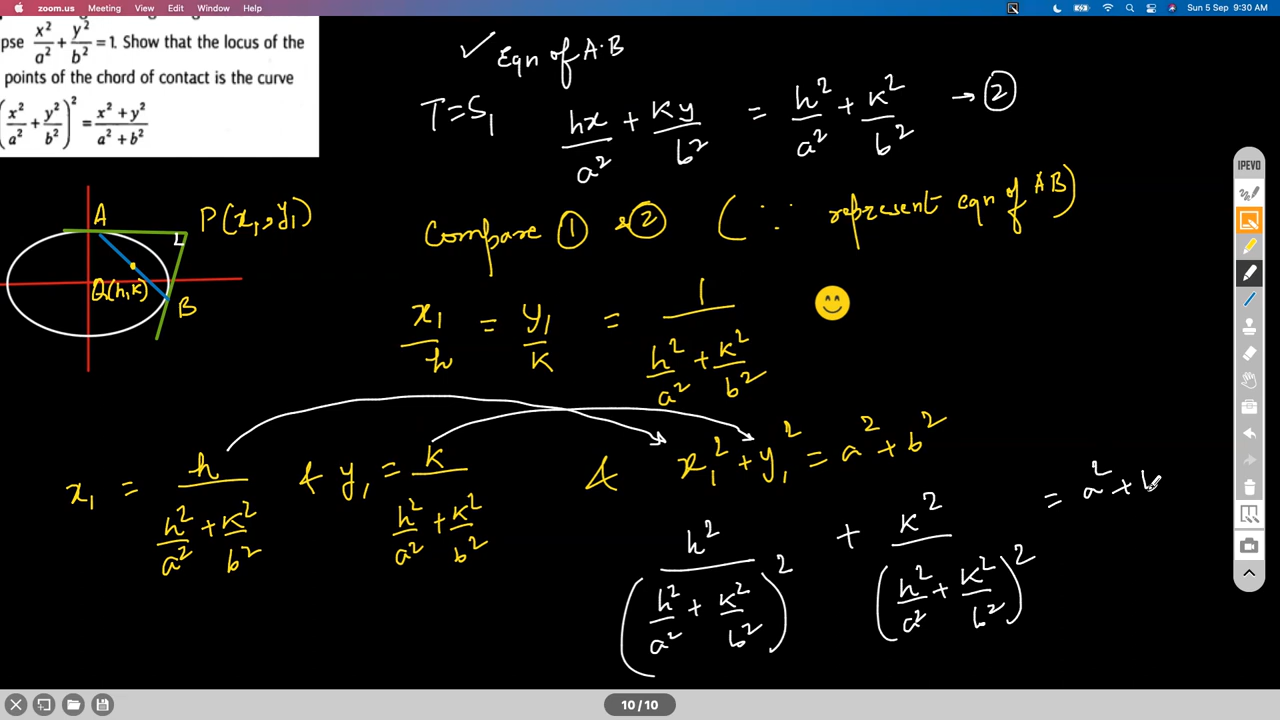 zoom.us Meeting View Edit Window Help Sun 5 Sep 9:30 AM
pse x²/a² + y²/b² = 1. Show that the locus of the
points of the chord of contact is the curve
(x²/a² + y²/b²)² = (x² + y²)/(a² + b²)
✓ Eqn of A·B
T=S₁ hx/a² + ky/b² = h²/a² + k²/b² → ②
Compare ① & ② (∵ represent eqn of AB)
A P(x₁, y₁)
Q(h,k) B
x₁/h = y₁/k = 1/(h²/a² + k²/b²)
x₁ = h/(h²/a² + k²/b²) & y₁ = k/(h²/a² + k²/b²) & x₁² + y₁² = a² + b²
h²/(h²/a² + k²/b²)² + k²/(h²/a² + k²/b²)² = a² + b
IPEVO
10 / 10